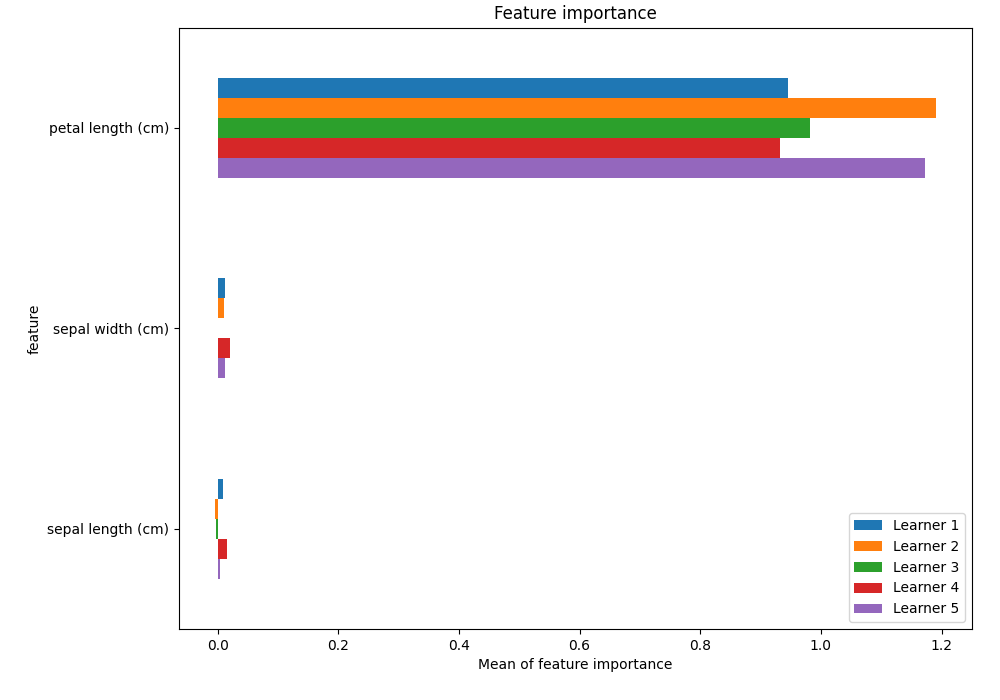 Feature importance
petal length (cm)
sepal width (cm)
sepal length (cm)
feature
Learner 1
Learner 2
Learner 3
Learner 4
Learner 5
0.0 0.2 0.4 0.6 0.8 1.0 1.2
Mean of feature importance